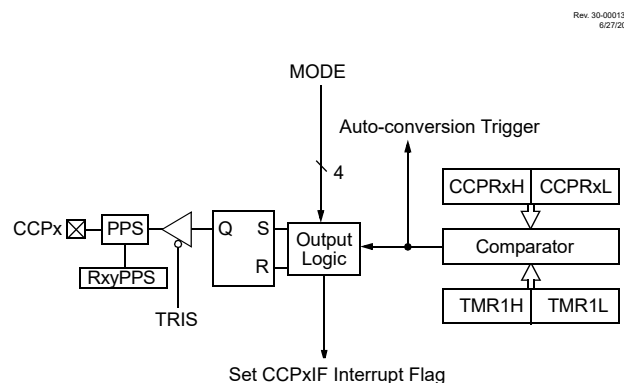 Rev. 30-00013
6/27/20
MODE
4
Auto-conversion Trigger
CCPRxH CCPRxL
CCPx PPS Q S Output Logic Comparator
R
RxyPPS
TMR1H TMR1L
TRIS
Set CCPxIF Interrupt Flag